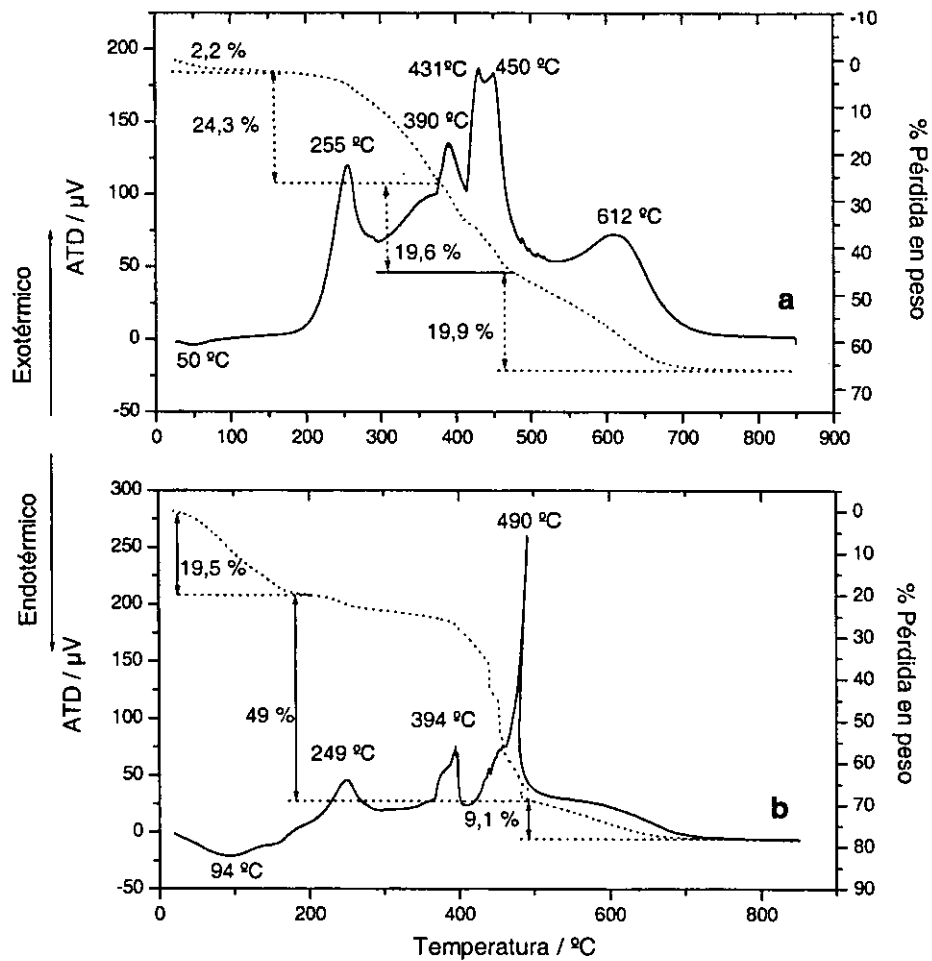 -10
200
2,2 %
0
431ºC 450 ºC
24,3 %
10
150
255 ºC
390 ºC
20
100
30
612 ºC
ATD / µV
% Pérdida en peso
50
19,6 %
40
19,9 %
a
50
0
50 ºC
60
-50
70
0 100 200 300 400 500 600 700 800 900
Exotérmico
Endotérmico
300
0
490 ºC
250
19,5 %
10
200
20
150
30
ATD / µV
% Pérdida en peso
40
100
49 %
394 ºC
50
249 ºC
60
50
b
70
0
9,1 %
80
94 ºC
-50
90
0 200 400 600 800
Temperatura / ºC